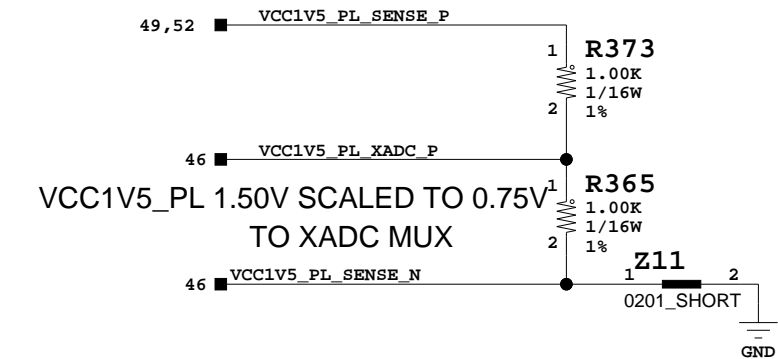 49,52 VCC1V5_PL_SENSE_P
1 R373
1.00K
1/16W
2 1%
46 VCC1V5_PL_XADC_P
VCC1V5_PL 1.50V SCALED TO 0.75V
TO XADC MUX
1 R365
1.00K
1/16W
2 1%
46 VCC1V5_PL_SENSE_N
Z11
1 2
0201_SHORT
GND